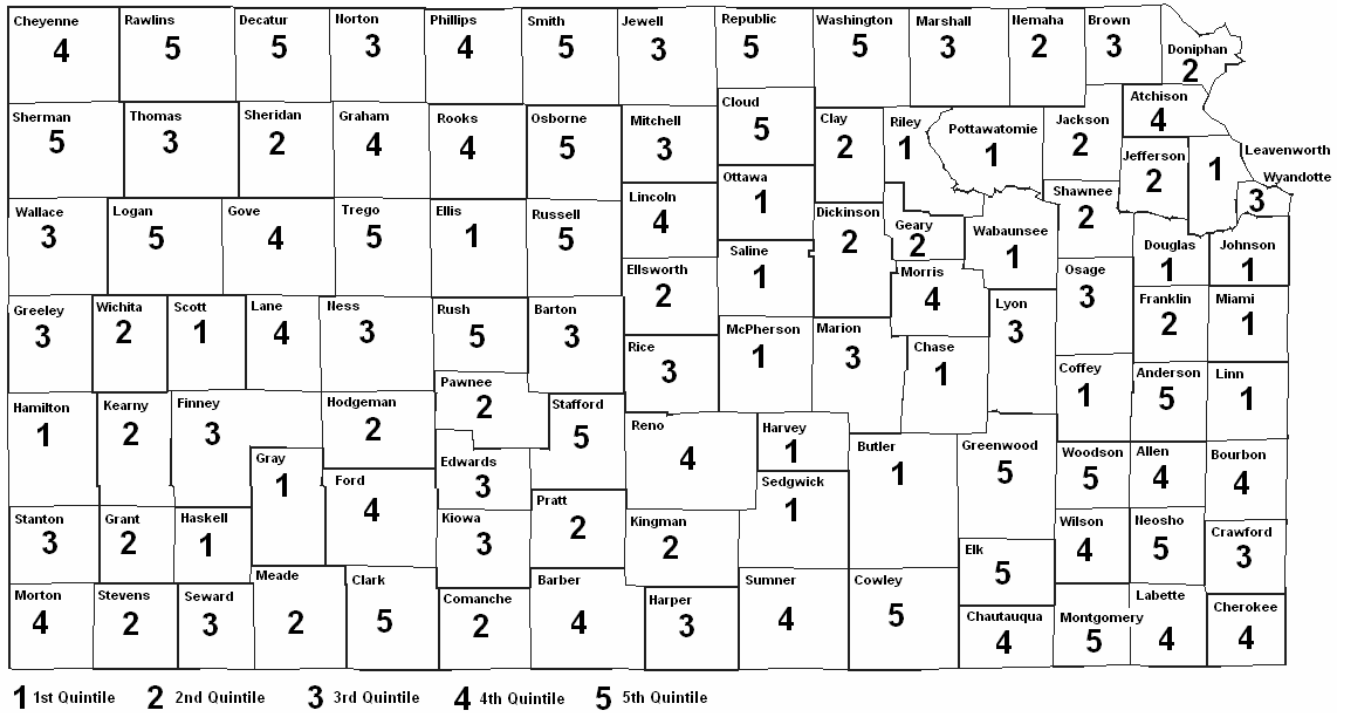 Cheyenne Rawlins Decatur Norton Phillips Smith Jewell Republic Washington Marshall Nemaha Brown
4 5 5 3 4 5 3 5 5 3 2 3
Doniphan
2
Sherman Thomas Sheridan Graham Rooks Osborne Mitchell Cloud Clay Riley Pottawatomie Jackson Atchison
5 3 2 4 4 5 3 5 2 1 1 2 4
Jefferson Leavenworth Wyandotte
2 1 3
Ottawa Shawnee
1 2
Wallace Logan Gove Trego Ellis Russell Lincoln Dickinson Geary Wabaunsee
3 5 4 5 1 5 4 2 2 1
Saline Douglas Johnson
1 1 1
Ellsworth Morris Osage
2 4 3
Greeley Wichita Scott Lane Ness Rush Barton Lyon Franklin Miami
3 2 1 4 3 5 3 3 2 1
Rice McPherson Marion Chase
3 1 3 1
Pawnee Coffey Anderson Linn
2 1 5 1
Hamilton Kearny Finney Hodgeman Stafford
1 2 3 2 5
Reno Harvey Butler Greenwood
4 1 1 5
Gray Edwards Woodson Allen Bourbon
1 3 5 4 4
Ford Sedgwick
4 1
Pratt
2
Stanton Grant Haskell Kiowa Kingman Wilson Neosho Crawford
3 2 1 3 2 4 5 3
Elk
5
Meade Clark Barber Sumner Cowley
2 5 4 4 5
Morton Stevens Seward Comanche Harper Chautauqua Montgomery Labette Cherokee
4 2 3 2 3 4 5 4 4
1 1st Quintile 2 2nd Quintile 3 3rd Quintile 4 4th Quintile 5 5th Quintile